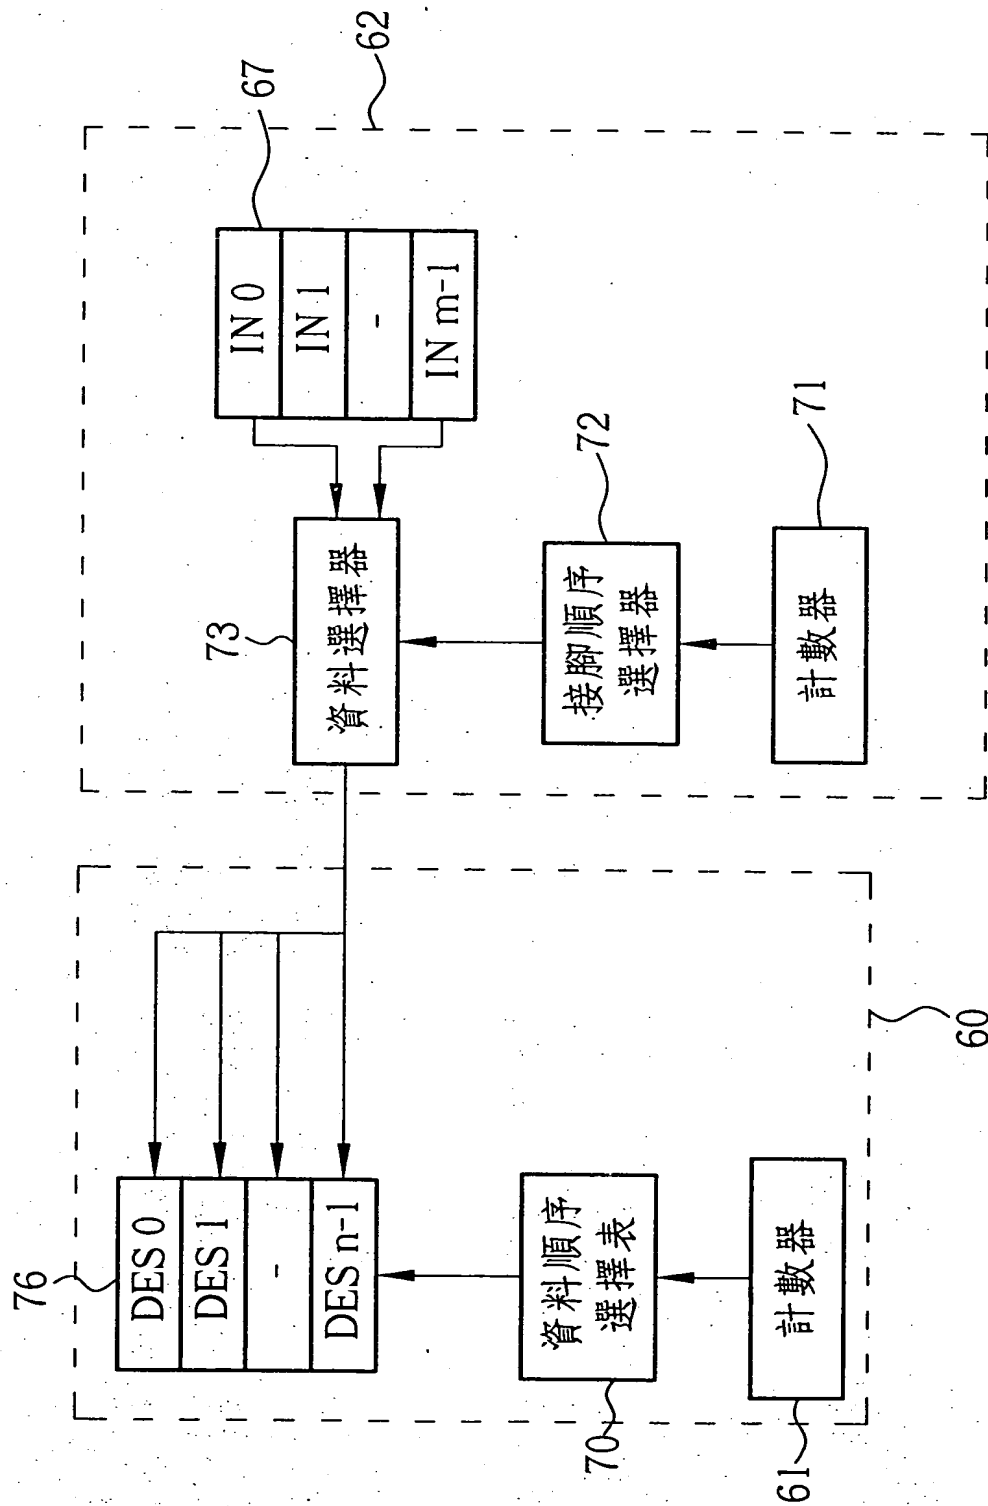 76
DES 0
DES 1
-
DES n-1
資料順序
選擇表
70
計數器
61
60
73
資料選擇器
IN 0
IN 1
-
IN m-1
67
62
接腳順序
選擇器
72
計數器
71